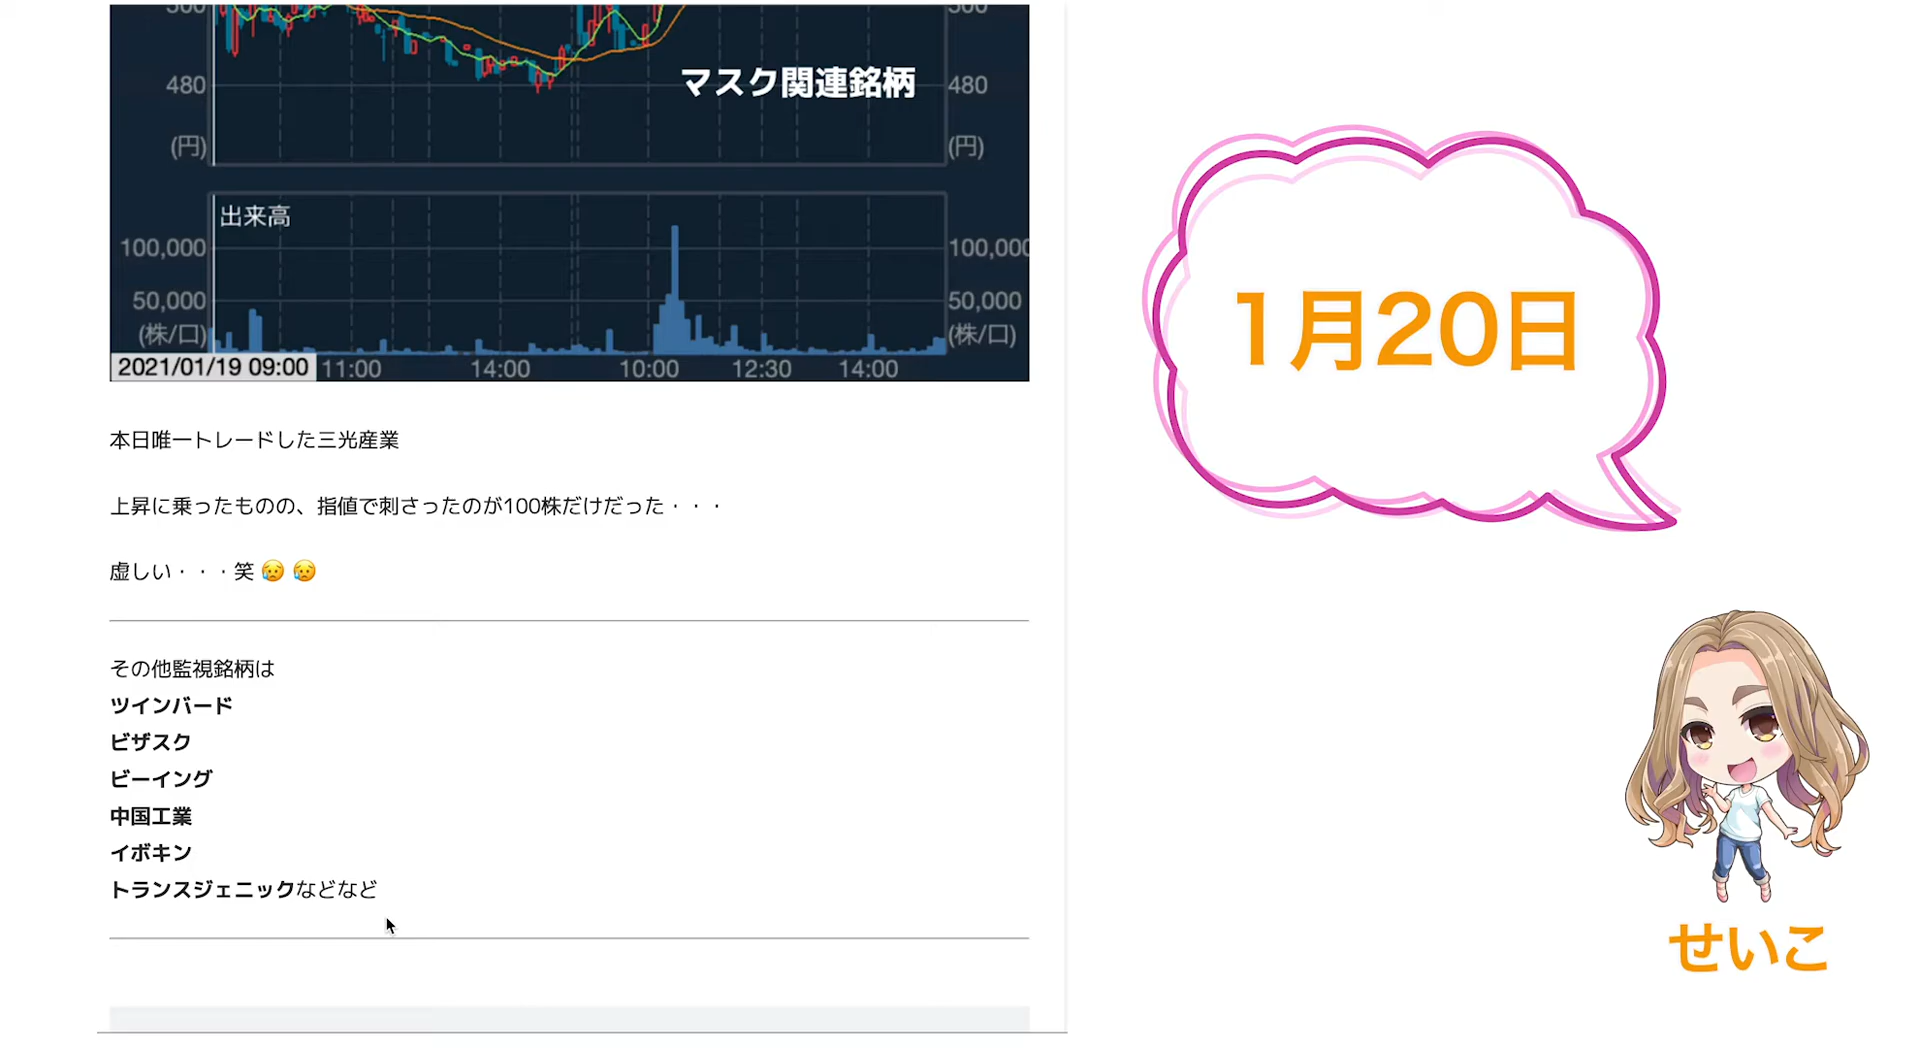 500 500
マスク関連銘柄
480 480
(円) (円)
出来高
100,000 100,000
50,000 50,000
(株/口) (株/口)
2021/01/19 09:00 11:00 14:00 10:00 12:30 14:00
本日唯一トレードした三光産業
上昇に乗ったものの、指値で刺さったのが100株だけだった・・・
虚しい・・・笑 😥 😥
その他監視銘柄は
ツインバード
ビザスク
ビーイング
中国工業
イボキン
トランスジェニックなどなど
1月20日
せいこ